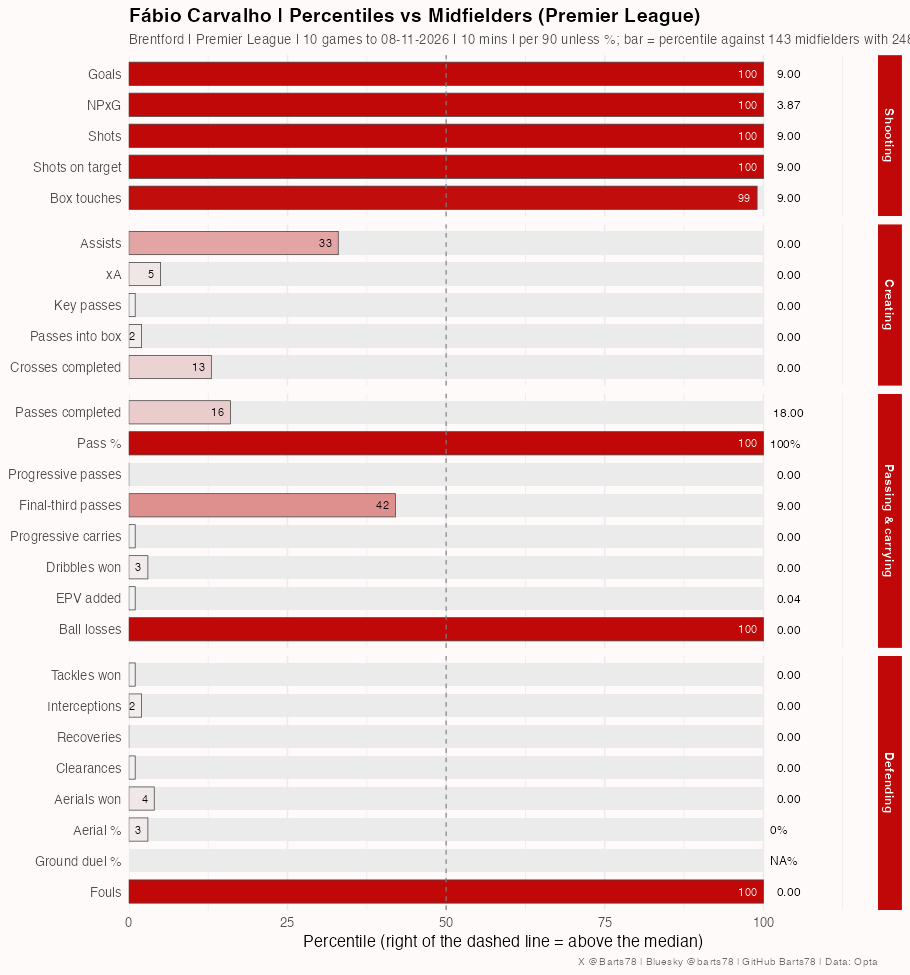 Fábio Carvalho | Percentiles vs Midfielders (Premier League)
Brentford | Premier League | 10 games to 08-11-2026 | 10 mins | per 90 unless %; bar = percentile against 143 midfielders with 248
Goals 100 9.00
NPxG 100 3.87
Shots 100 9.00
Shots on target 100 9.00
Box touches 99 9.00
Shooting
Assists 33 0.00
xA 5 0.00
Key passes 0.00
Passes into box 2 0.00
Crosses completed 13 0.00
Creating
Passes completed 16 18.00
Pass % 100 100%
Progressive passes 0.00
Final-third passes 42 9.00
Progressive carries 0.00
Dribbles won 3 0.00
EPV added 0.04
Ball losses 100 0.00
Passing & carrying
Tackles won 0.00
Interceptions 2 0.00
Recoveries 0.00
Clearances 0.00
Aerials won 4 0.00
Aerial % 3 0%
Ground duel % NA%
Fouls 100 0.00
Defending
0 25 50 75 100
Percentile (right of the dashed line = above the median)
X @Barts78 | Bluesky @barts78 | GitHub Barts78 | Data: Opta